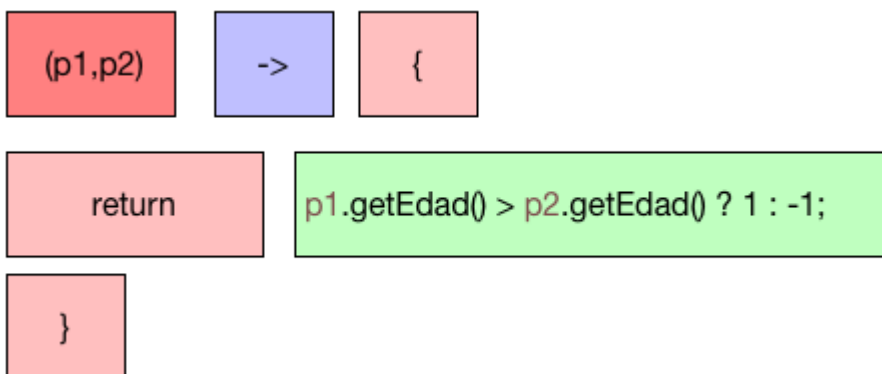 (p1,p2) -> {
return p1.getEdad() > p2.getEdad() ? 1 : -1;
}